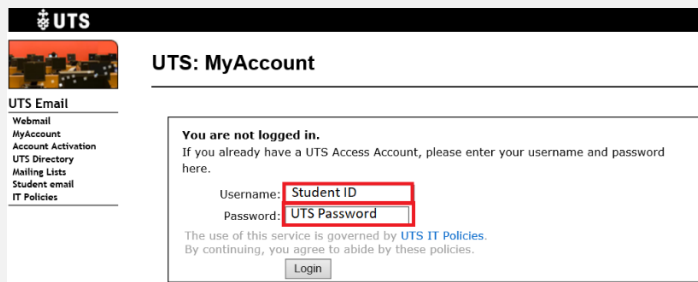 UTS
UTS: MyAccount
UTS Email
Webmail
MyAccount
Account Activation
UTS Directory
Mailing Lists
Student email
IT Policies
You are not logged in.
If you already have a UTS Access Account, please enter your username and password
here.
Username: Student ID
Password: UTS Password
The use of this service is governed by UTS IT Policies.
By continuing, you agree to abide by these policies.
Login